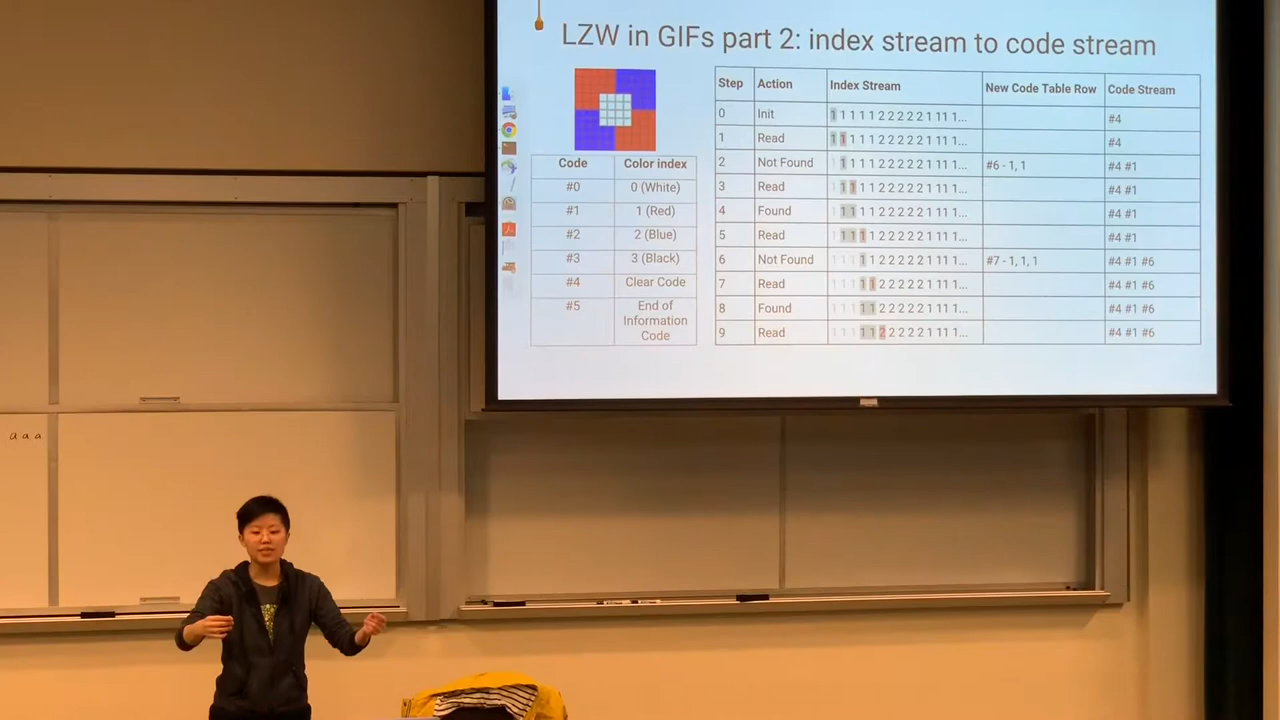 LZW in GIFs part 2: index stream to code stream
Code Color index
#0 0 (White)
#1 1 (Red)
#2 2 (Blue)
#3 3 (Black)
#4 Clear Code
#5 End of
Information
Code
Step Action Index Stream New Code Table Row Code Stream
0 Init 1 1 1 1 1 2 2 2 2 2 1 1 1 1... #4
1 Read 1 1 1 1 1 2 2 2 2 2 1 1 1 1... #4
2 Not Found 1 1 1 1 1 2 2 2 2 2 1 1 1 1... #6 - 1, 1 #4 #1
3 Read 1 1 1 1 1 2 2 2 2 2 1 1 1 1... #4 #1
4 Found 1 1 1 1 1 2 2 2 2 2 1 1 1 1... #4 #1
5 Read 1 1 1 1 1 2 2 2 2 2 1 1 1 1... #4 #1
6 Not Found 1 1 1 1 1 2 2 2 2 2 1 1 1 1... #7 - 1, 1, 1 #4 #1 #6
7 Read 1 1 1 1 1 2 2 2 2 2 1 1 1 1... #4 #1 #6
8 Found 1 1 1 1 1 2 2 2 2 2 1 1 1 1... #4 #1 #6
9 Read 1 1 1 1 1 2 2 2 2 2 1 1 1 1... #4 #1 #6
a a a